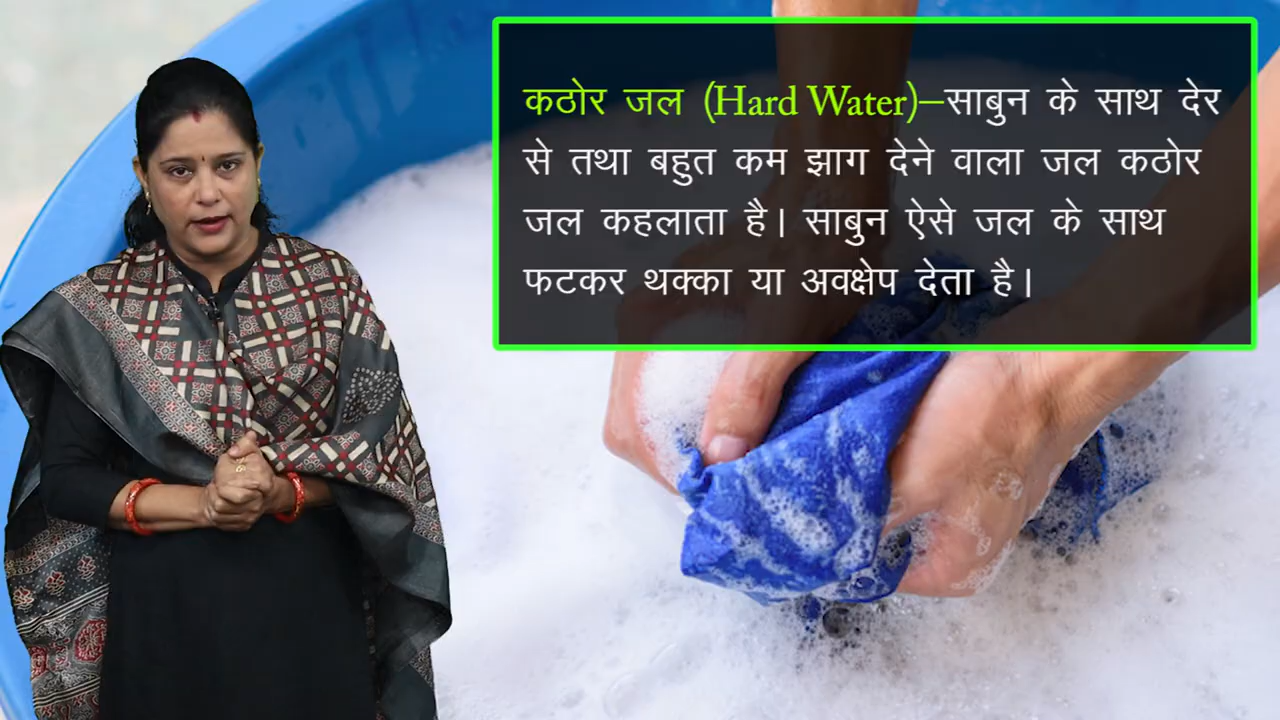 कठोर जल (Hard Water)–साबुन के साथ देर
से तथा बहुत कम झाग देने वाला जल कठोर
जल कहलाता है। साबुन ऐसे जल के साथ
फटकर थक्का या अवक्षेप देता है।